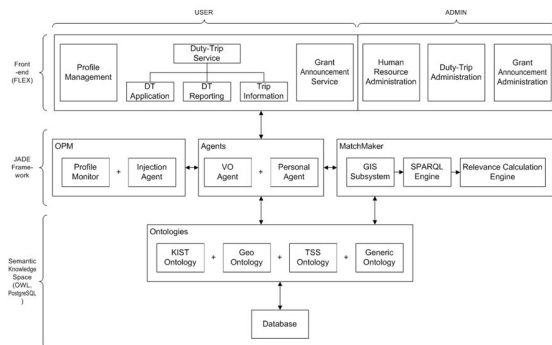 USER
ADMIN
Front
-end
(FLEX)
Profile
Management
Duty-Trip
Service
DT
Application
DT
Reporting
Trip
Information
Grant
Announcement
Service
Human
Resource
Administration
Duty-Trip
Administration
Grant
Announcement
Administration
JADE
Frame-
work
OPM
Profile
Monitor
+
Injection
Agent
Agents
VO
Agent
+
Personal
Agent
MatchMaker
GIS
Subsystem
SPARQL
Engine
Relevance Calculation
Engine
Semantic
Knowledge
Space
(OWL,
PostgreSQL
)
Ontologies
KIST
Ontology
+
Geo
Ontology
+
TSS
Ontology
+
Generic
Ontology
Database